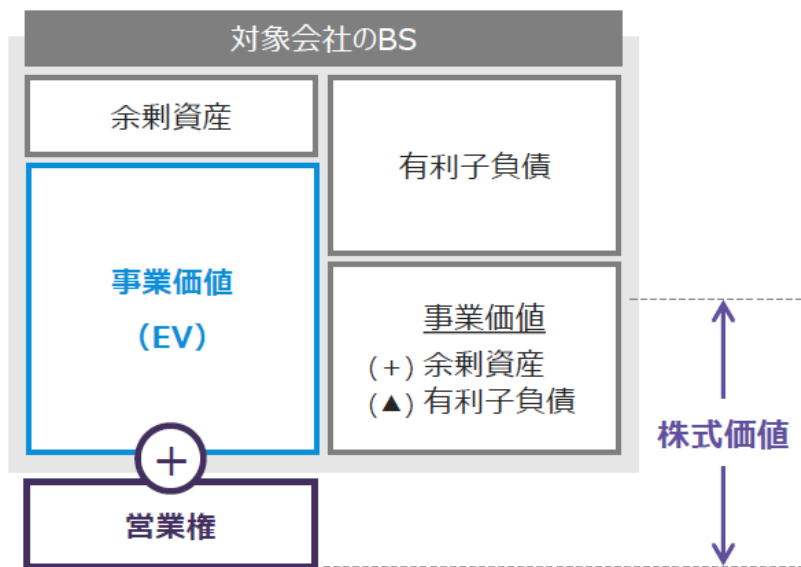 対象会社のBS
余剰資産
有利子負債
事業価値
（EV）
事業価値
（+）余剰資産
（▲）有利子負債
+
営業権
株式価値